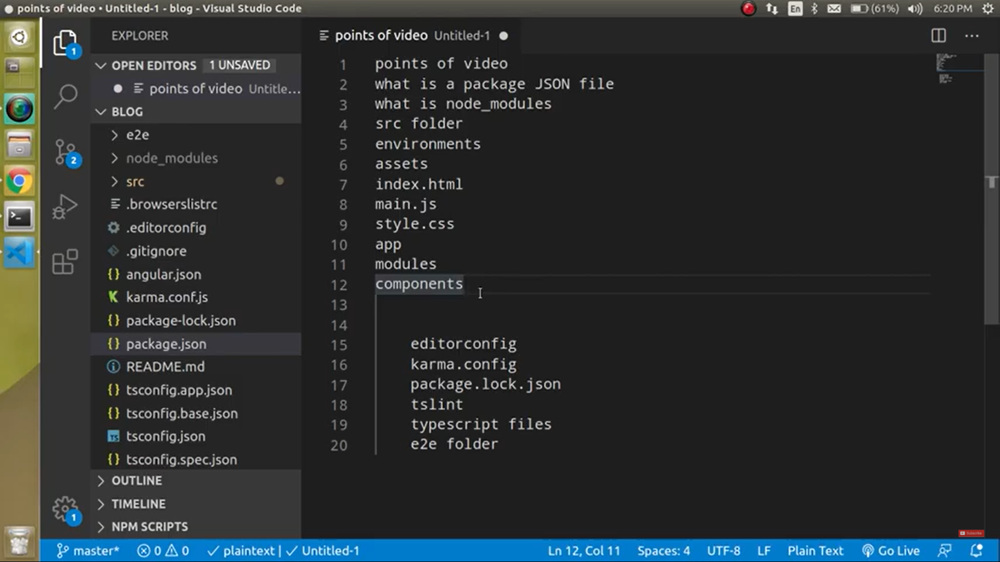 points of video • Untitled-1 - blog - Visual Studio Code
En
(61%)
6:20 PM
EXPLORER
OPEN EDITORS 1 UNSAVED
points of video Untitle...
BLOG
e2e
node_modules
src
.browserslistrc
.editorconfig
.gitignore
angular.json
karma.conf.js
package-lock.json
package.json
README.md
tsconfig.app.json
tsconfig.base.json
TS tsconfig.json
tsconfig.spec.json
OUTLINE
TIMELINE
NPM SCRIPTS
1
2
1
points of video Untitled-1
1 points of video
2 what is a package JSON file
3 what is node_modules
4 src folder
5 environments
6 assets
7 index.html
8 main.js
9 style.css
10 app
11 modules
12 components
13
14
15 editorconfig
16 karma.config
17 package.lock.json
18 tslint
19 typescript files
20 e2e folder
Subscribe
master* 0 0 plaintext | Untitled-1 Ln 12, Col 11 Spaces: 4 UTF-8 LF Plain Text Go Live